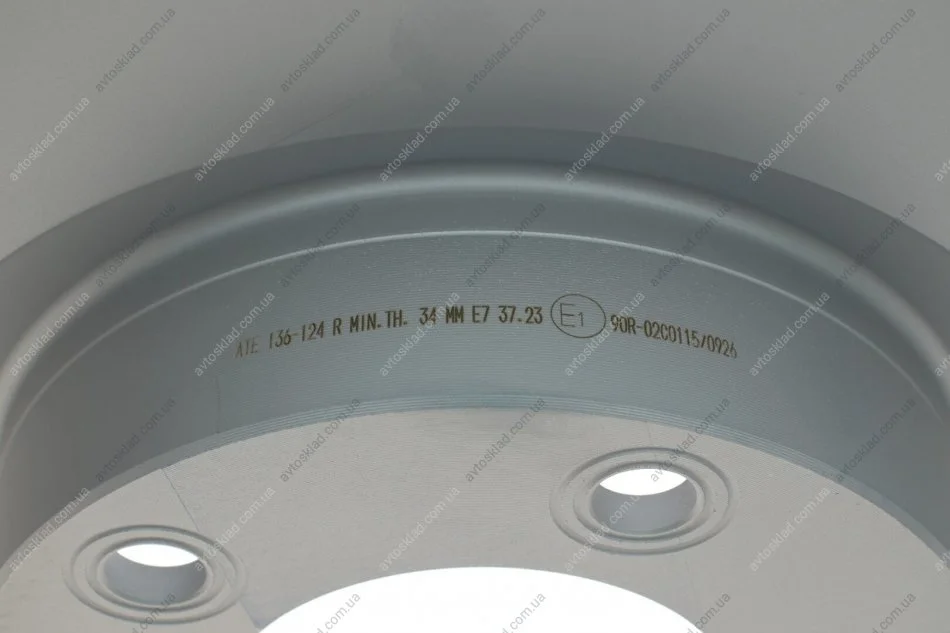 ATE 136-124 R MIN.TH. 34 MM E7 37.23 E1 90R-02C0115/0926
avtosklad.com.ua